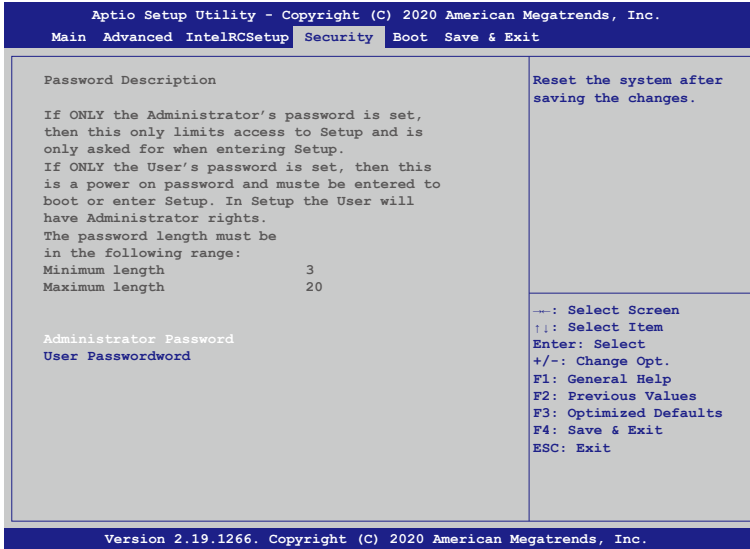 Aptio Setup Utility - Copyright (C) 2020 American Megatrends, Inc.
Main Advanced IntelRCSetup Security Boot Save & Exit
Password Description
If ONLY the Administrator's password is set,
then this only limits access to Setup and is
only asked for when entering Setup.
If ONLY the User's password is set, then this
is a power on password and muste be entered to
boot or enter Setup. In Setup the User will
have Administrator rights.
The password length must be
in the following range:
Minimum length 3
Maximum length 20
Administrator Password
User Passwordword
Reset the system after
saving the changes.
→←: Select Screen
↑↓: Select Item
Enter: Select
+/-: Change Opt.
F1: General Help
F2: Previous Values
F3: Optimized Defaults
F4: Save & Exit
ESC: Exit
Version 2.19.1266. Copyright (C) 2020 American Megatrends, Inc.